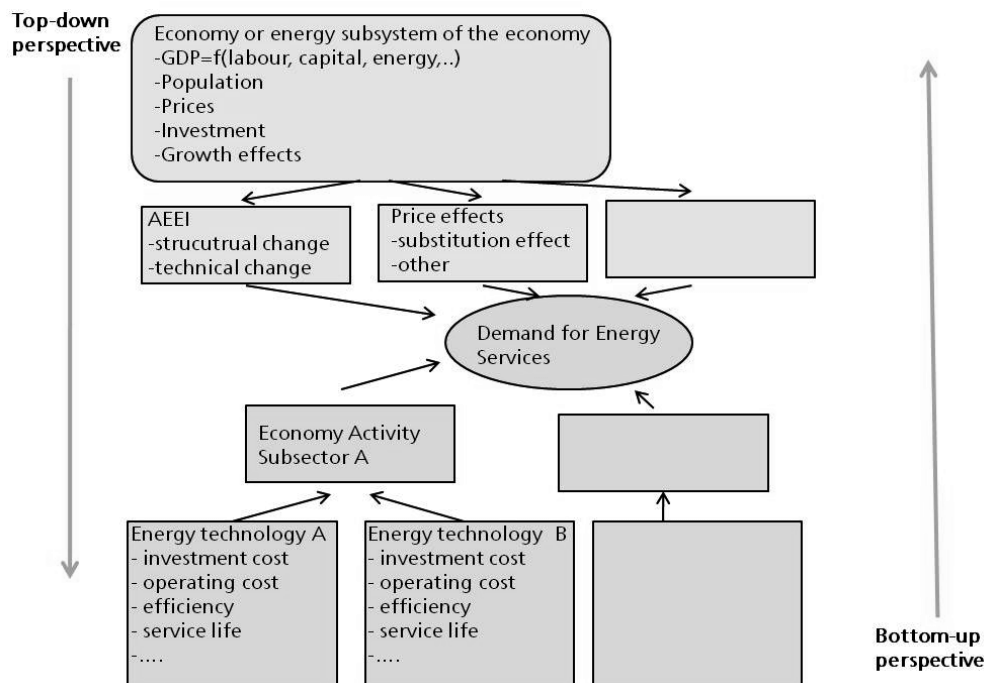 Top-down
perspective
Economy or energy subsystem of the economy
-GDP=f(labour, capital, energy,..)
-Population
-Prices
-Investment
-Growth effects
AEEI
-strucutrual change
-technical change
Price effects
-substitution effect
-other
Demand for Energy
Services
Economy Activity
Subsector A
Energy technology A
- investment cost
- operating cost
- efficiency
- service life
-....
Energy technology B
- investment cost
- operating cost
- efficiency
- service life
-....
Bottom-up
perspective